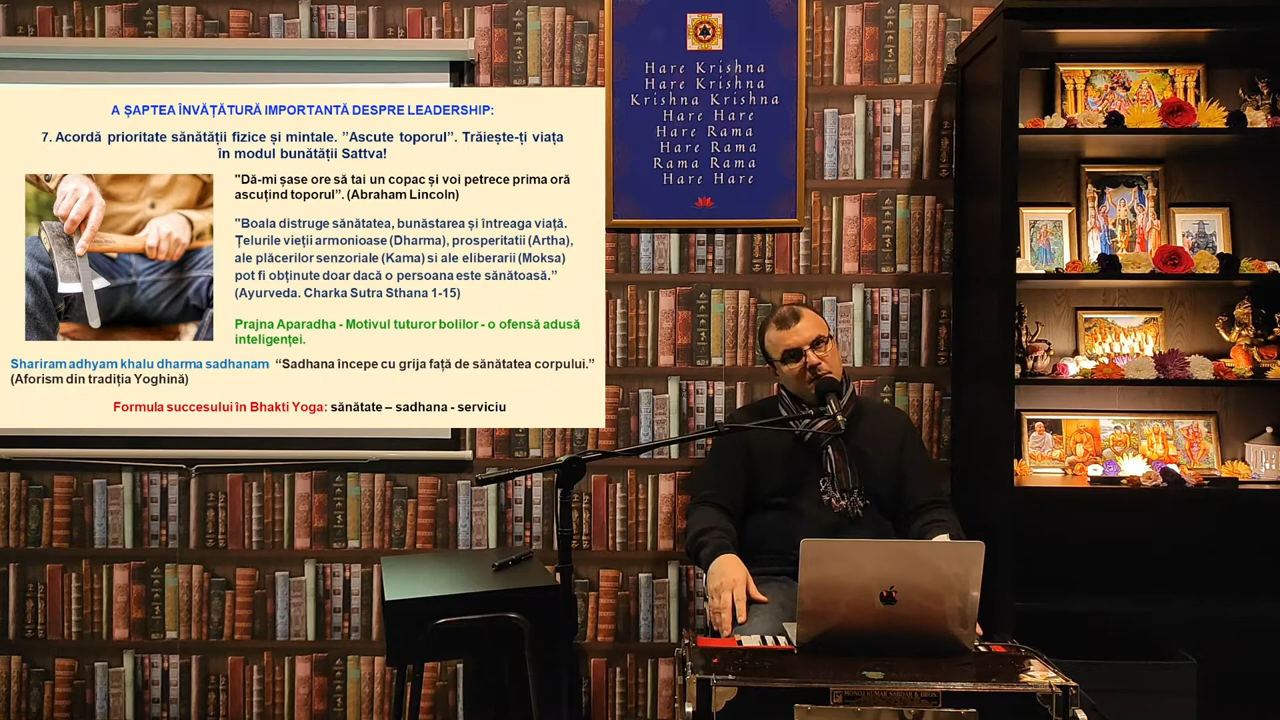 A ȘAPTEA ÎNVĂȚĂTURĂ IMPORTANTĂ DESPRE LEADERSHIP:
7. Acordă prioritate sănătății fizice și mintale. ”Ascute toporul”. Trăiește-ți viața
în modul bunătății Sattva!
"Dă-mi șase ore să tai un copac și voi petrece prima oră
ascuțind toporul”. (Abraham Lincoln)
"Boala distruge sănătatea, bunăstarea și întreaga viață.
Țelurile vieții armonioase (Dharma), prosperitatii (Artha),
ale plăcerilor senzoriale (Kama) si ale eliberarii (Moksa)
pot fi obținute doar dacă o persoana este sănătoasă.”
(Ayurveda. Charka Sutra Sthana 1-15)
Prajna Aparadha - Motivul tuturor bolilor - o ofensă adusă
inteligenței.
Shariram adhyam khalu dharma sadhanam “Sadhana începe cu grija față de sănătatea corpului.”
(Aforism din tradiția Yoghină)
Formula succesului în Bhakti Yoga: sănătate – sadhana - serviciu
Hare Krishna
Hare Krishna
Krishna Krishna
Hare Hare
Hare Rama
Hare Rama
Rama Rama
Hare Hare
MONOJ KUMAR SARDAR & BROS.